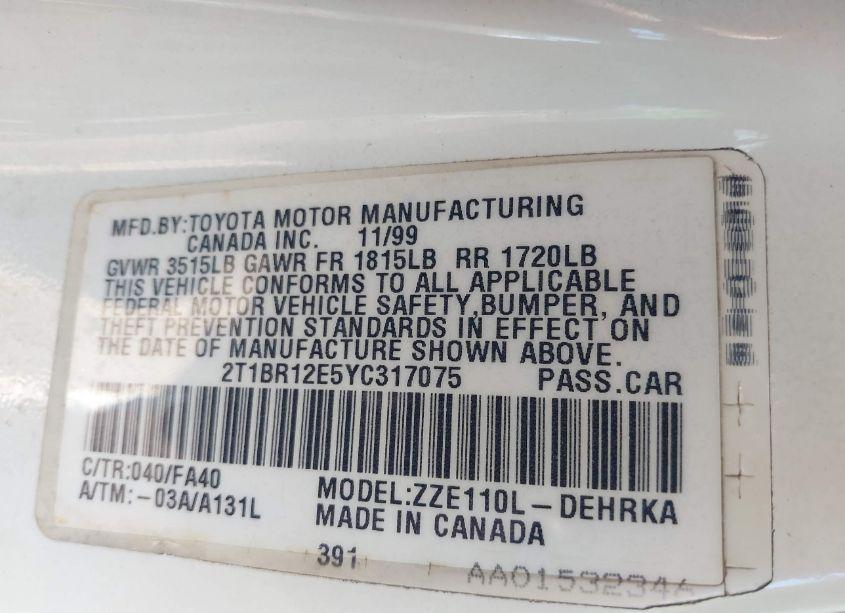 MFD.BY:TOYOTA MOTOR MANUFACTURING
CANADA INC. 11/99
GVWR 3515LB GAWR FR 1815LB RR 1720LB
THIS VEHICLE CONFORMS TO ALL APPLICABLE
FEDERAL MOTOR VEHICLE SAFETY,BUMPER, AND
THEFT PREVENTION STANDARDS IN EFFECT ON
THE DATE OF MANUFACTURE SHOWN ABOVE.
2T1BR12E5YC317075 PASS.CAR
C/TR:040/FA40
A/TM:-03A/A131L
MODEL:ZZE110L-DEHRKA
MADE IN CANADA
391